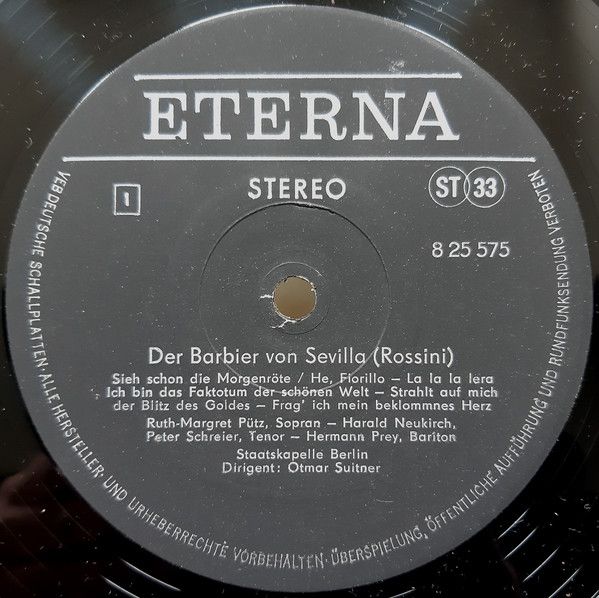 ETERNA
1
STEREO
ST 33
8 25 575
Der Barbier von Sevilla (Rossini)
Sieh schon die Morgenröte / He, Fiorillo – La la la lera
Ich bin das Faktotum der schönen Welt – Strahlt auf mich
der Blitz des Goldes – Frag' ich mein beklommnes Herz
Ruth-Margret Pütz, Sopran – Harald Neukirch,
Peter Schreier, Tenor – Hermann Prey, Bariton
Staatskapelle Berlin
Dirigent: Otmar Suitner
VEB DEUTSCHE SCHALLPLATTEN · ALLE HERSTELLER- UND URHEBERRECHTE VORBEHALTEN · ÜBERSPIELUNG, ÖFFENTLICHE AUFFÜHRUNG UND RUNDFUNKSENDUNG VERBOTEN